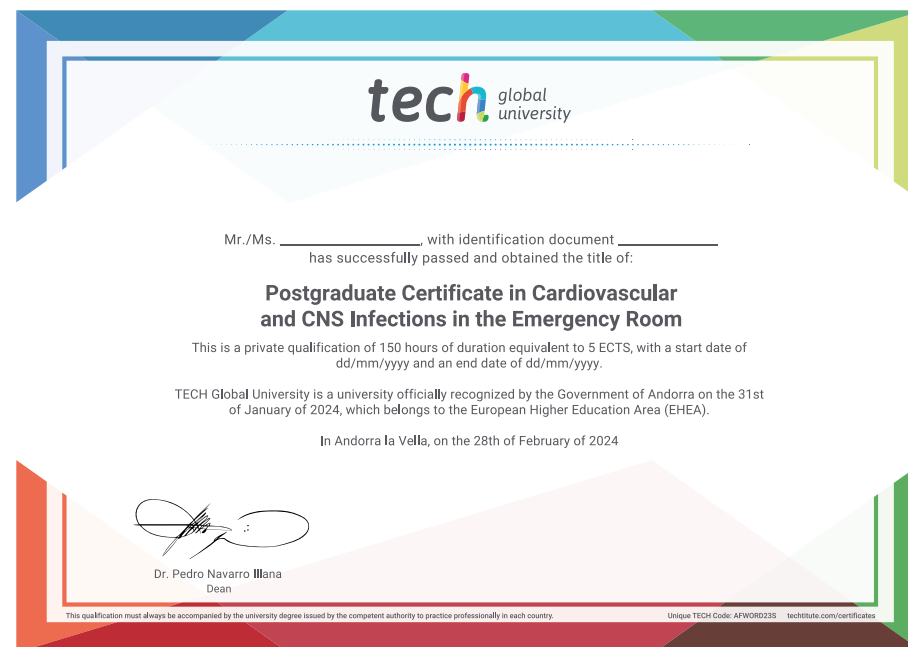 tech global university
Mr./Ms. ____________, with identification document ____________
has successfully passed and obtained the title of:
Postgraduate Certificate in Cardiovascular
and CNS Infections in the Emergency Room
This is a private qualification of 150 hours of duration equivalent to 5 ECTS, with a start date of
dd/mm/yyyy and an end date of dd/mm/yyyy.
TECH Global University is a university officially recognized by the Government of Andorra on the 31st
of January of 2024, which belongs to the European Higher Education Area (EHEA).
In Andorra la Vella, on the 28th of February of 2024
Dr. Pedro Navarro Illana
Dean
This qualification must always be accompanied by the university degree issued by the competent authority to practice professionally in each country.
Unique TECH Code: AFWORD23S techtitute.com/certificates